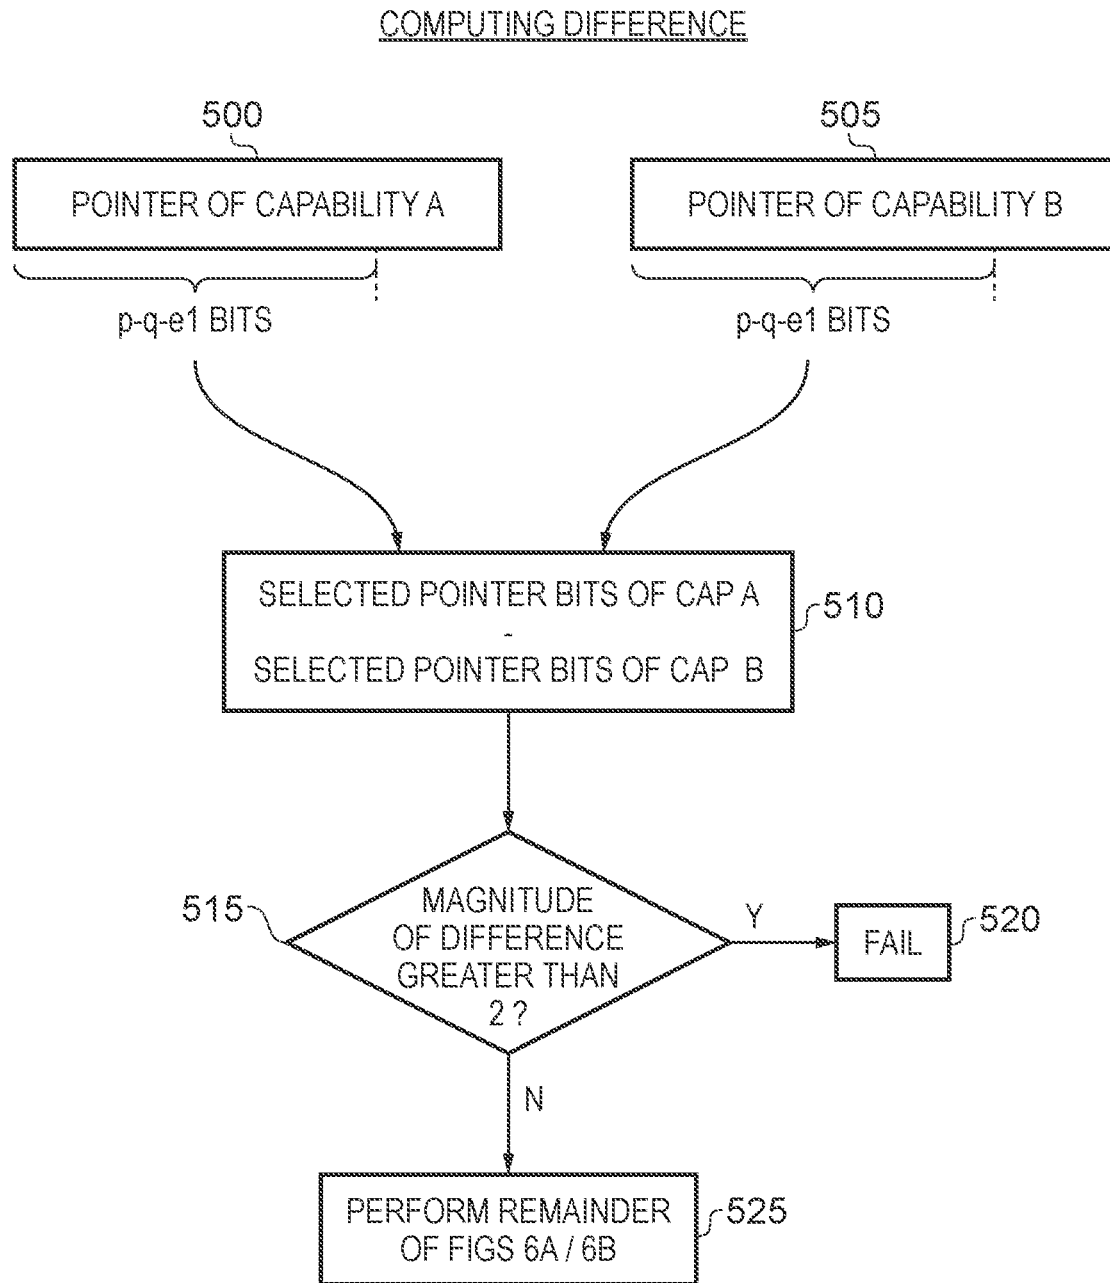 COMPUTING DIFFERENCE
500
505
POINTER OF CAPABILITY A
POINTER OF CAPABILITY B
p-q-e1 BITS
p-q-e1 BITS
SELECTED POINTER BITS OF CAP A
-
SELECTED POINTER BITS OF CAP B
510
MAGNITUDE
OF DIFFERENCE
GREATER THAN
2 ?
515
Y
FAIL
520
N
PERFORM REMAINDER
OF FIGS 6A / 6B
525